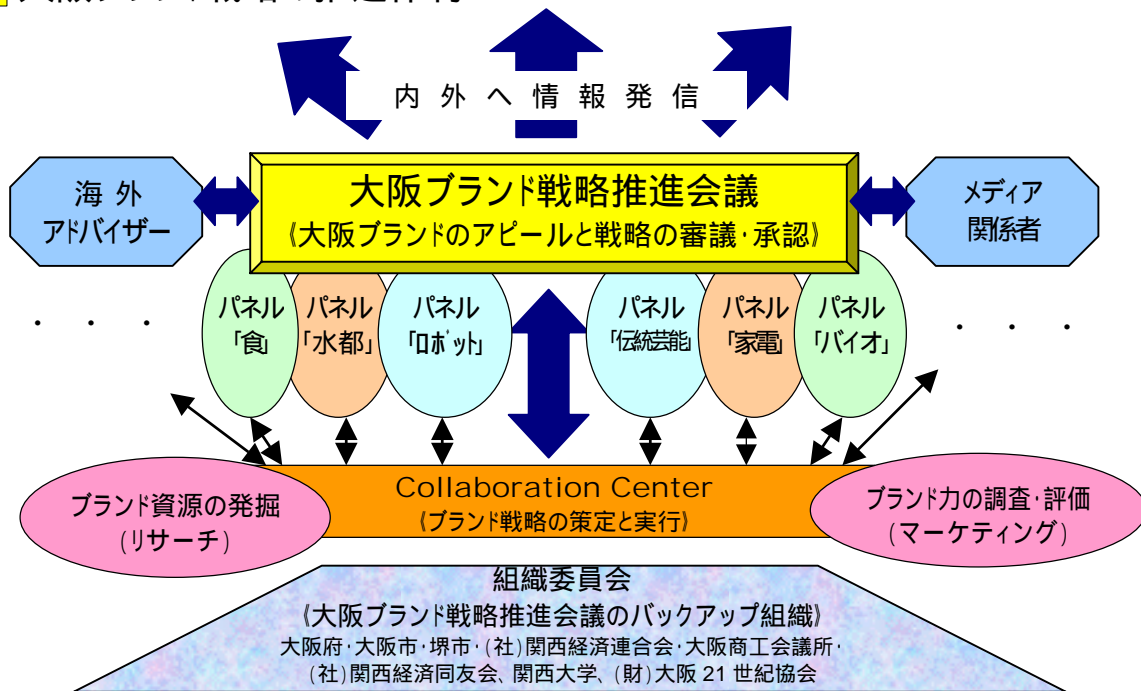 内外へ情報発信
海外
アドバイザー
大阪ブランド戦略推進会議
《大阪ブランドのアピールと戦略の審議・承認》
メディア
関係者
・・・
パネル
「食」
パネル
「水都」
パネル
「ロボット」
パネル
「伝統芸能」
パネル
「家電」
パネル
「バイオ」
・・・
ブランド資源の発掘
(リサーチ)
Collaboration Center
《ブランド戦略の策定と実行》
ブランド力の調査・評価
(マーケティング)
組織委員会
《大阪ブランド戦略推進会議のバックアップ組織》
大阪府・大阪市・堺市・(社)関西経済連合会・大阪商工会議所・
(社)関西経済同友会、関西大学、(財)大阪21世紀協会